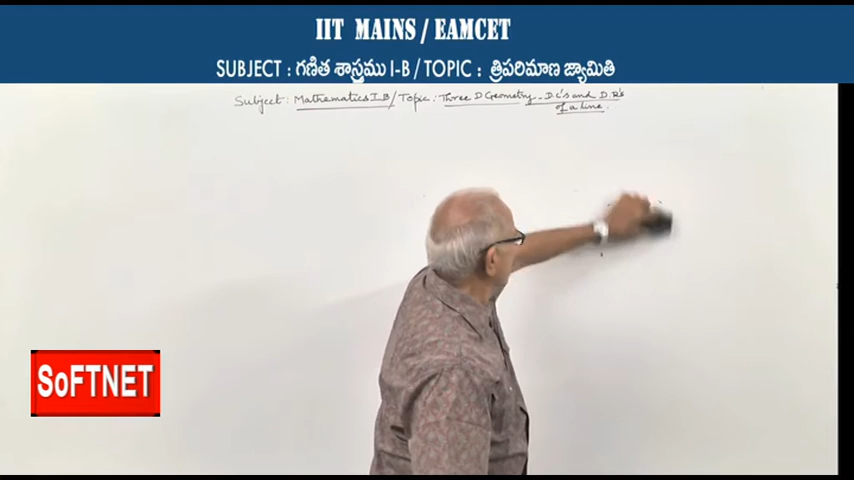 IIT MAINS / EAMCET
SUBJECT : గణిత శాస్త్రము I-B / TOPIC : త్రిపరిమాణ జ్యామితి
Subject: Mathematics I B / Topic: Three D Geometry - D.C's and D.R's
of a line.
SoFTNET